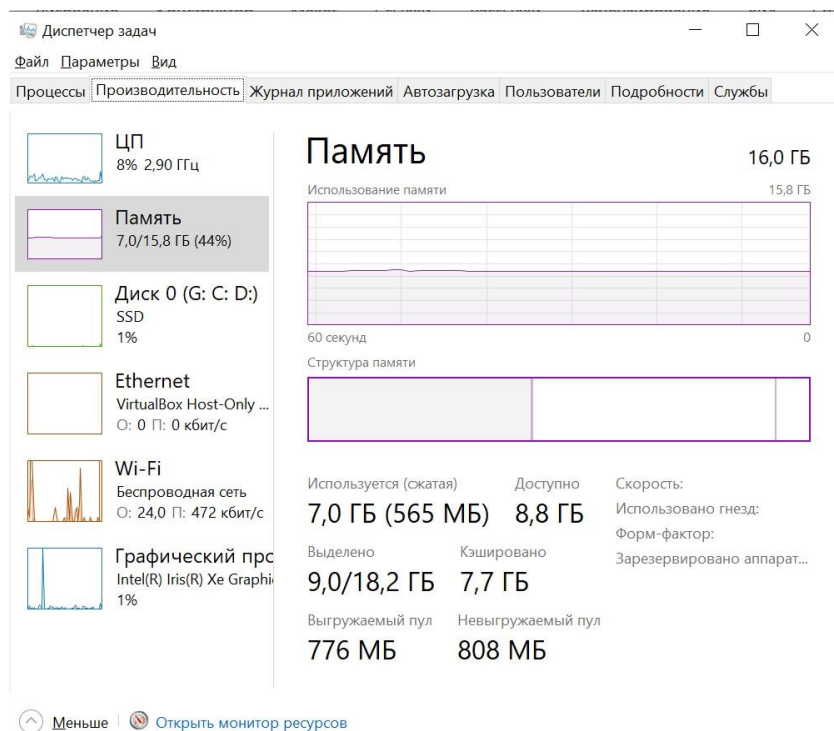 Диспетчер задач
Файл Параметры Вид
Процессы Производительность Журнал приложений Автозагрузка Пользователи Подробности Службы
ЦП
8% 2,90 ГГц
Память
7,0/15,8 ГБ (44%)
Диск 0 (G: C: D:)
SSD
1%
Ethernet
VirtualBox Host-Only ...
О: 0 П: 0 кбит/с
Wi-Fi
Беспроводная сеть
О: 24,0 П: 472 кбит/с
Графический прс
Intel(R) Iris(R) Xe Graphi
1%
Память 16,0 ГБ
Использование памяти 15,8 ГБ
60 секунд 0
Структура памяти
Используется (сжатая) Доступно
7,0 ГБ (565 МБ) 8,8 ГБ
Выделено Кэшировано
9,0/18,2 ГБ 7,7 ГБ
Выгружаемый пул Невыгружаемый пул
776 МБ 808 МБ
Скорость:
Использовано гнезд:
Форм-фактор:
Зарезервировано аппарат...
Меньше Открыть монитор ресурсов